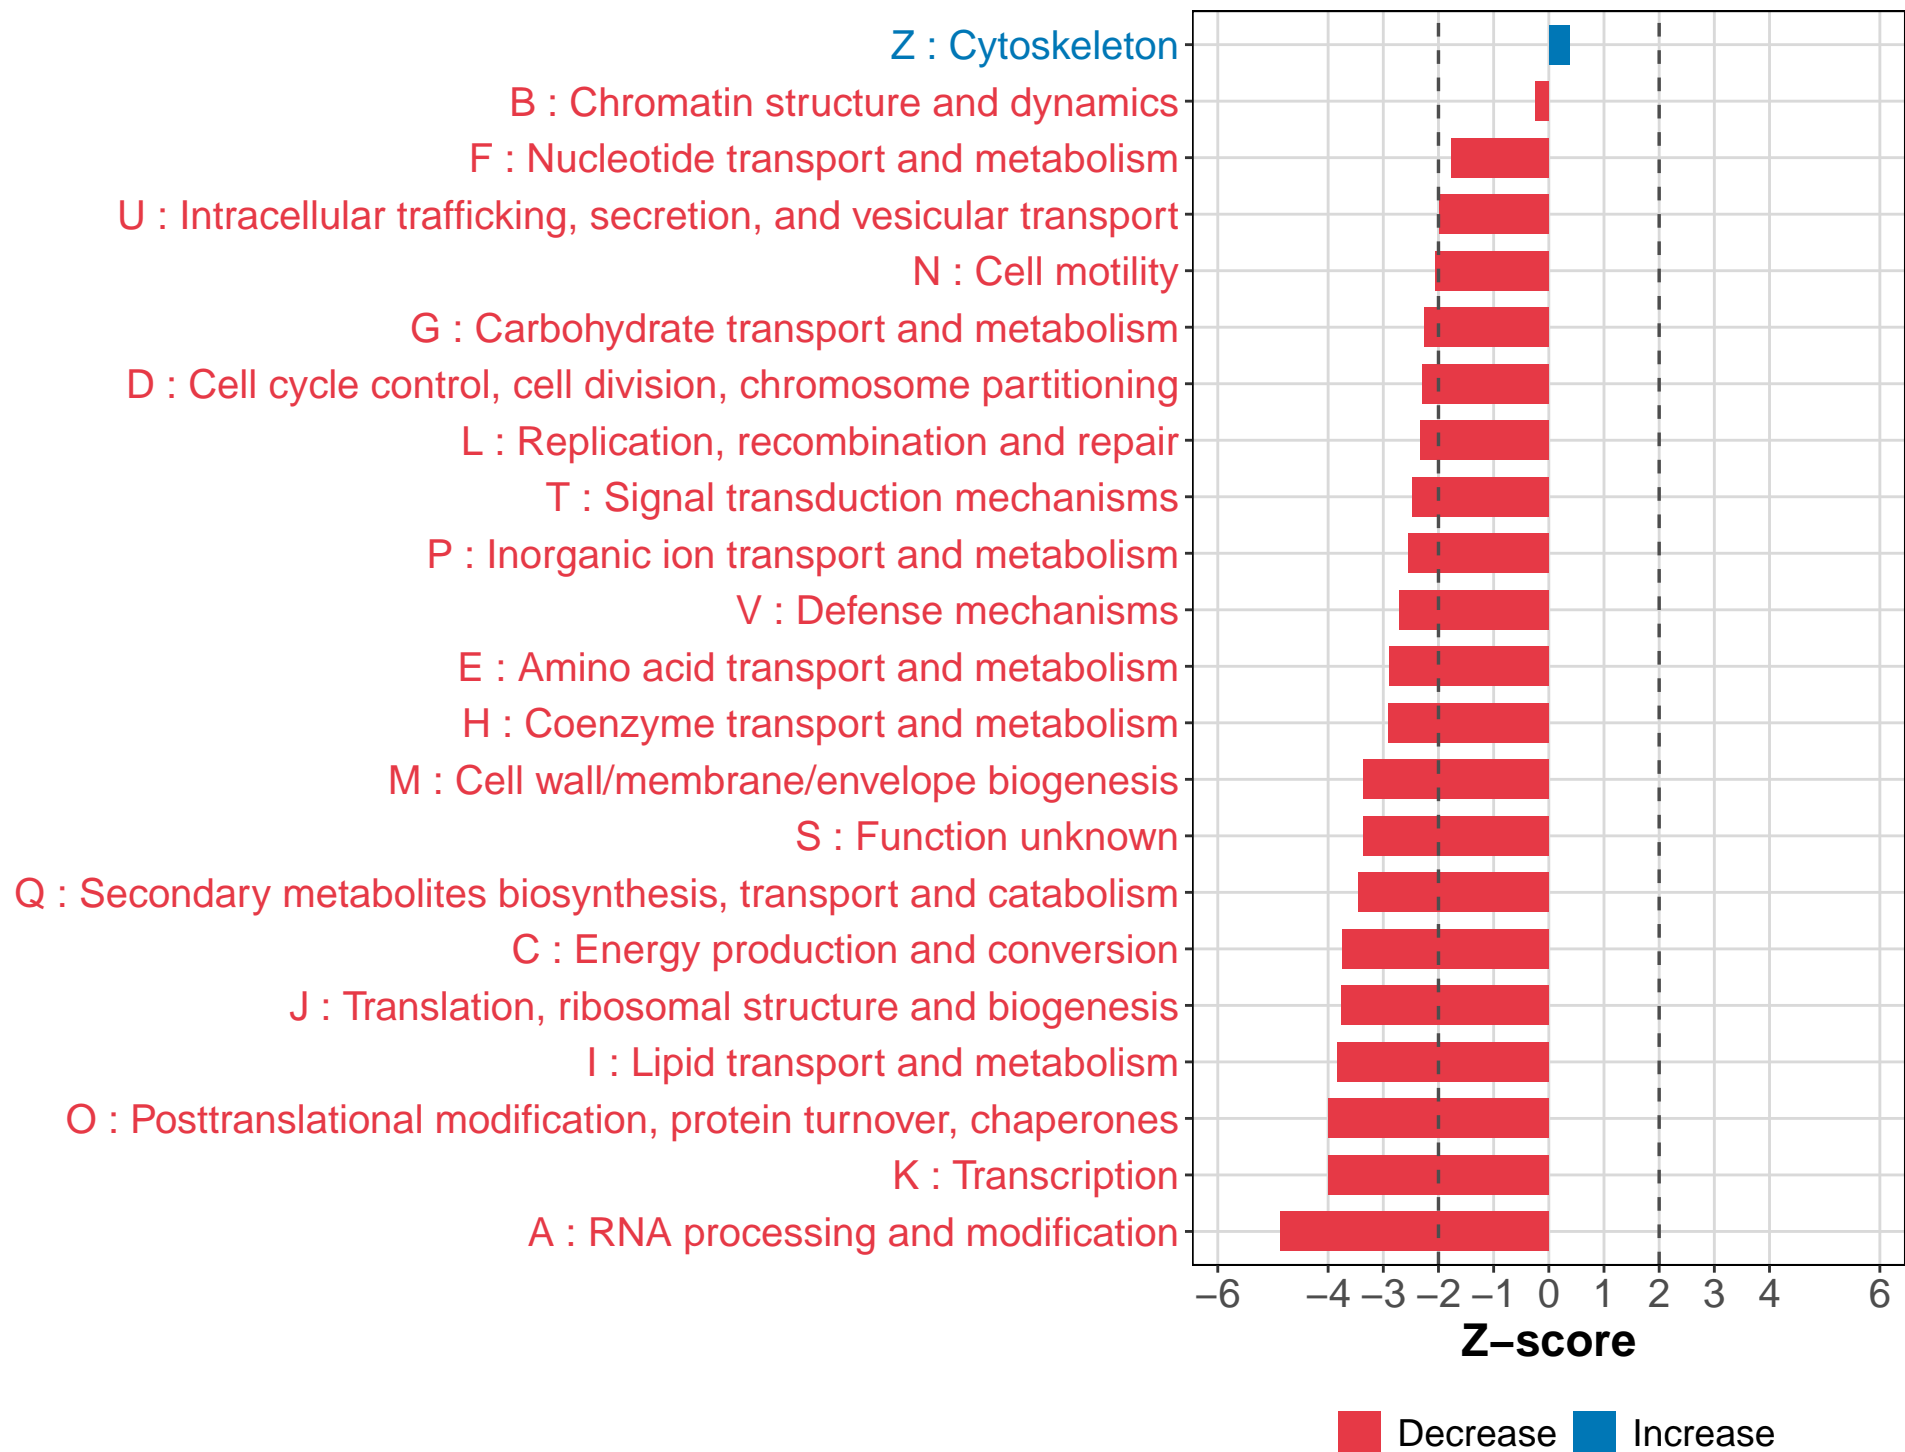 Z : Cytoskeleton
B : Chromatin structure and dynamics
F : Nucleotide transport and metabolism
U : Intracellular trafficking, secretion, and vesicular transport
N : Cell motility
G : Carbohydrate transport and metabolism
D : Cell cycle control, cell division, chromosome partitioning
L : Replication, recombination and repair
T : Signal transduction mechanisms
P : Inorganic ion transport and metabolism
V : Defense mechanisms
E : Amino acid transport and metabolism
H : Coenzyme transport and metabolism
M : Cell wall/membrane/envelope biogenesis
S : Function unknown
Q : Secondary metabolites biosynthesis, transport and catabolism
C : Energy production and conversion
J : Translation, ribosomal structure and biogenesis
I : Lipid transport and metabolism
O : Posttranslational modification, protein turnover, chaperones
K : Transcription
A : RNA processing and modification
−6 −4 −3 −2 −1 0 1 2 3 4 6
Z−score
Decrease Increase